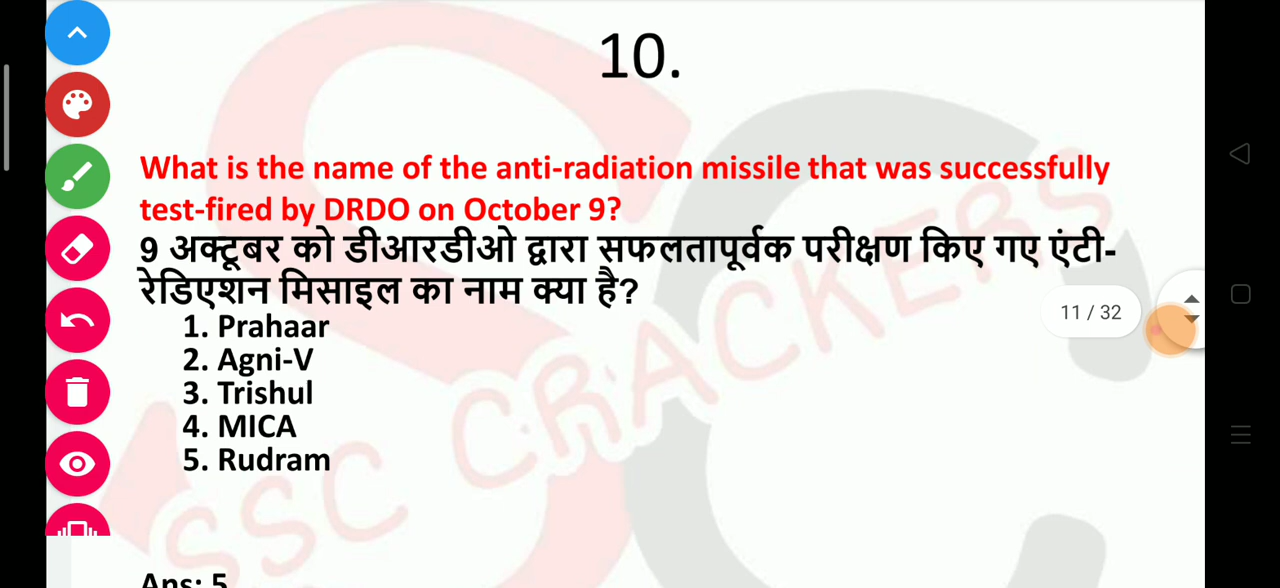 10.
What is the name of the anti-radiation missile that was successfully
test-fired by DRDO on October 9?
9 अक्टूबर को डीआरडीओ द्वारा सफलतापूर्वक परीक्षण किए गए एंटी-
रेडिएशन मिसाइल का नाम क्या है?
1. Prahaar
2. Agni-V
3. Trishul
4. MICA
5. Rudram
Ans: 5
11 / 32
SSC CRACKERS